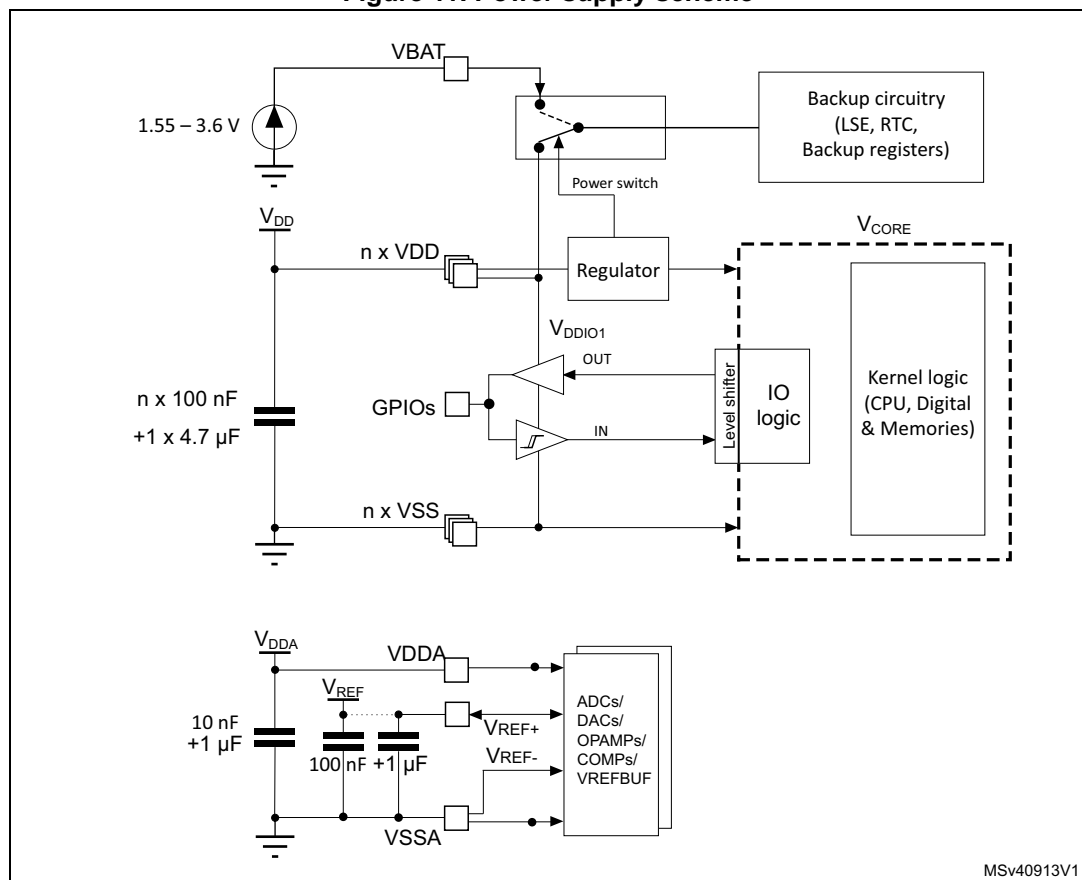 VBAT
1.55 – 3.6 V
Backup circuitry
(LSE, RTC,
Backup registers)
Power switch
VDD
n x VDD
Regulator
VCORE
VDDIO1
OUT
n x 100 nF
+1 x 4.7 µF
GPIOs
IN
Level shifter
IO
logic
Kernel logic
(CPU, Digital
& Memories)
n x VSS
VDDA
VDDA
VREF
10 nF
+1 µF
100 nF
+1 µF
VREF+
VREF-
ADCs/
DACs/
OPAMPs/
COMPs/
VREFBUF
VSSA
MSv40913V1